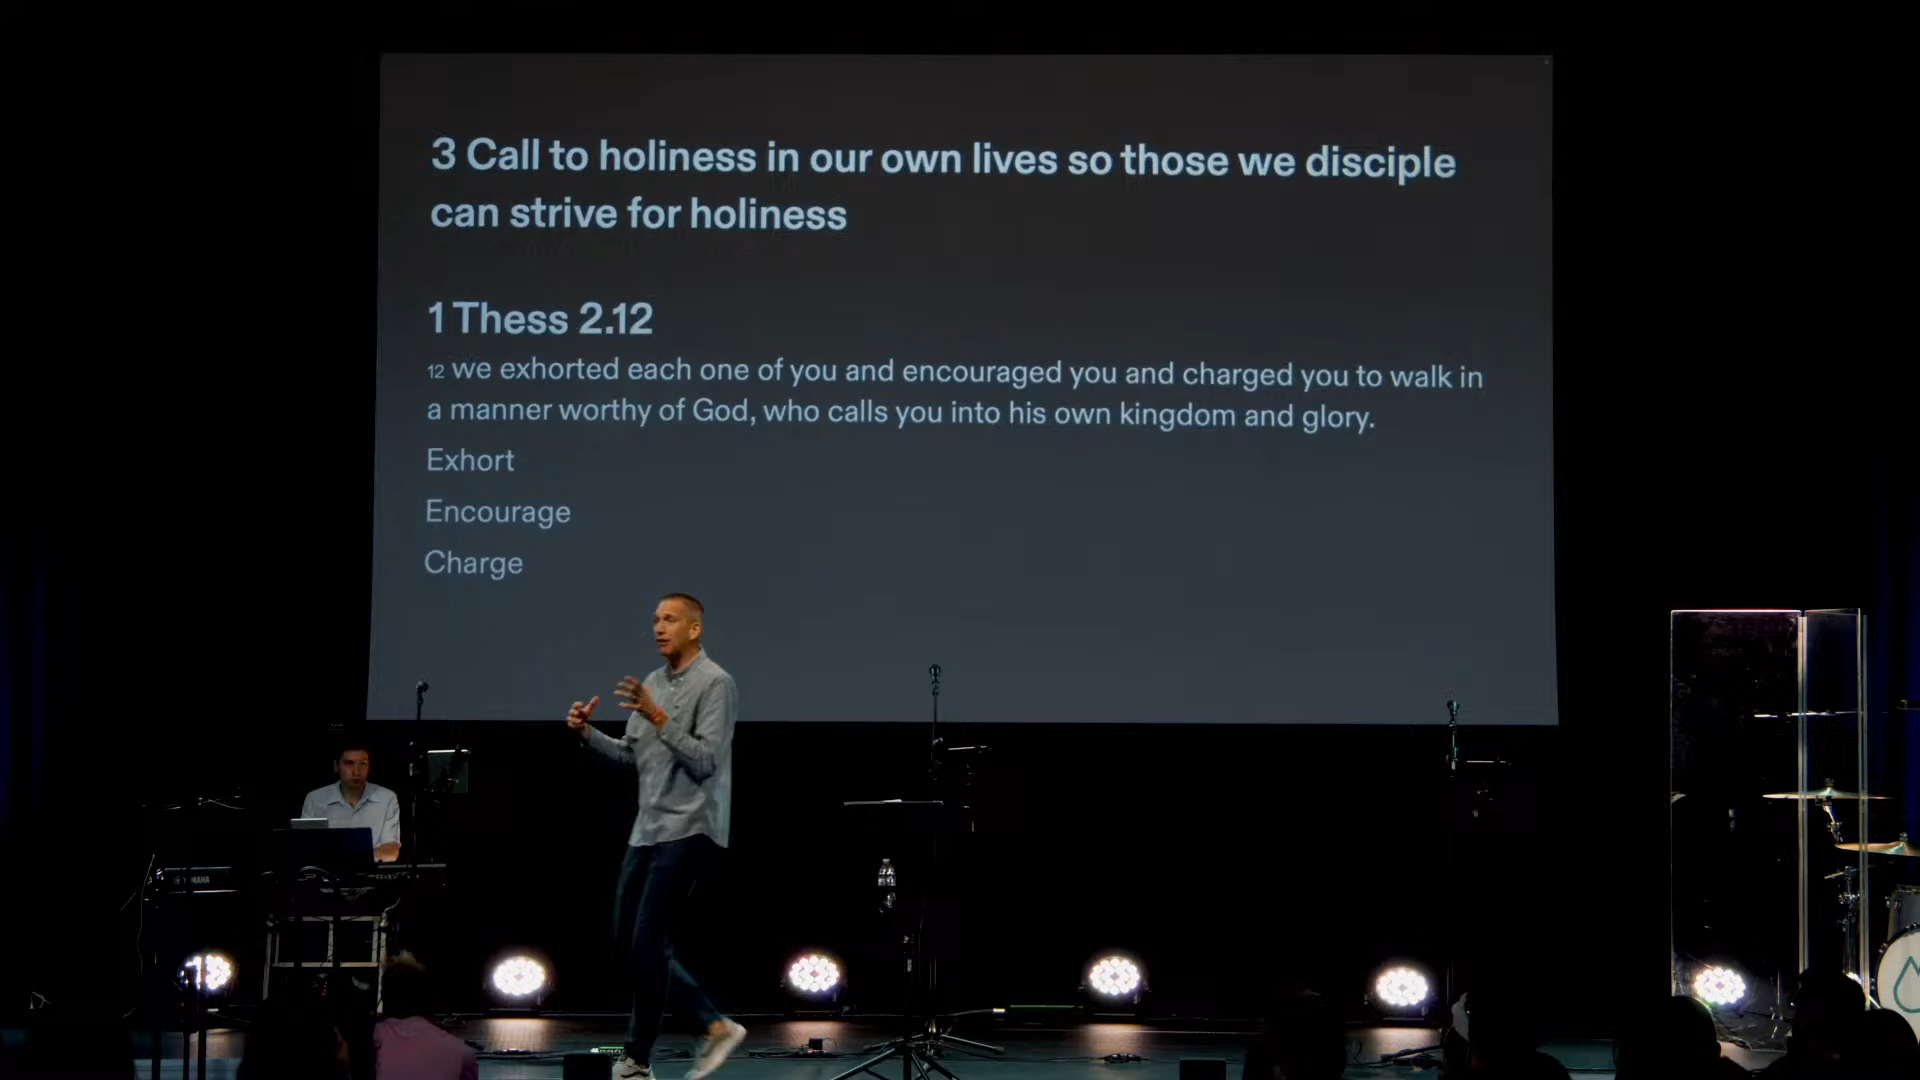 3 Call to holiness in our own lives so those we disciple
can strive for holiness
1 Thess 2.12
12 we exhorted each one of you and encouraged you and charged you to walk in
a manner worthy of God, who calls you into his own kingdom and glory.
Exhort
Encourage
Charge
YAMAHA